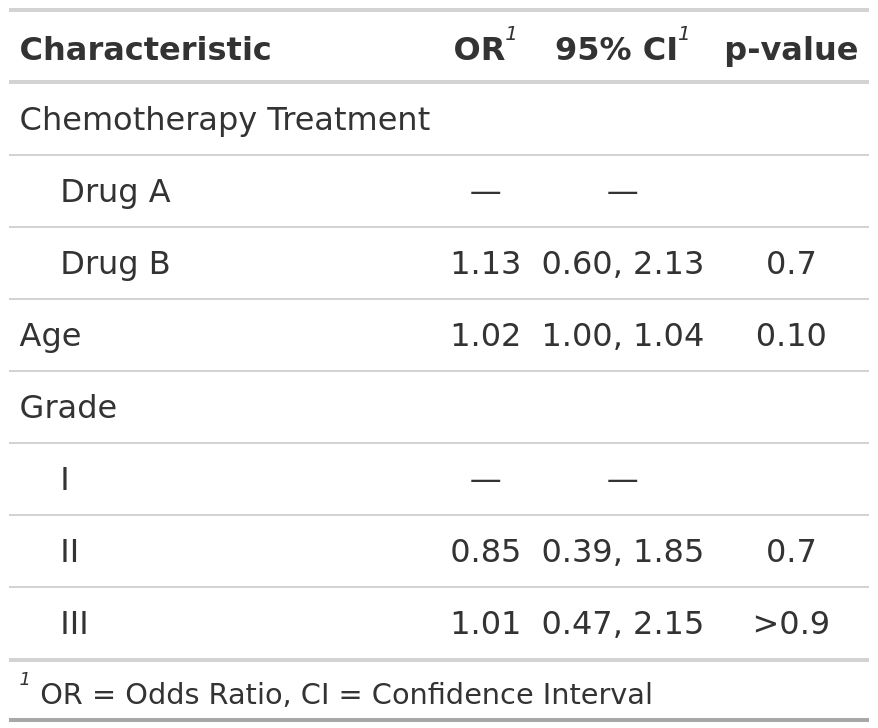 Characteristic OR1 95% CI1 p-value
Chemotherapy Treatment
Drug A — —
Drug B 1.13 0.60, 2.13 0.7
Age 1.02 1.00, 1.04 0.10
Grade
I — —
II 0.85 0.39, 1.85 0.7
III 1.01 0.47, 2.15 >0.9
1 OR = Odds Ratio, CI = Confidence Interval